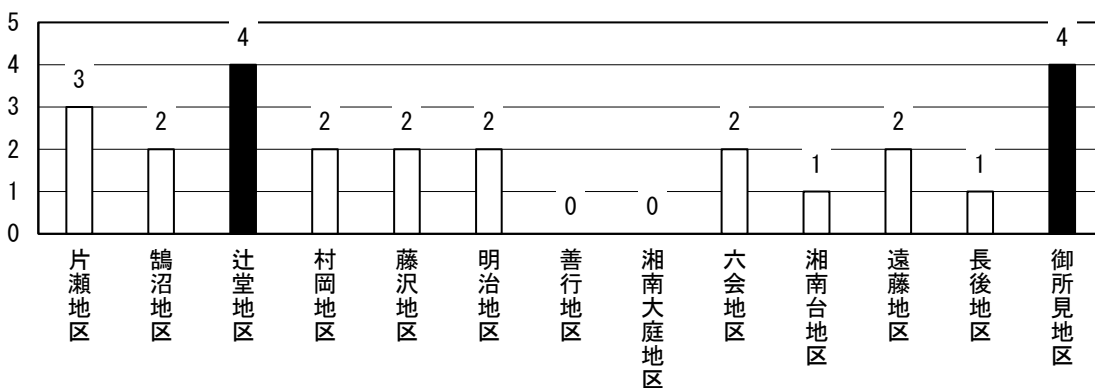 5
4
3
2
1
0
3
2
4
2
2
2
0
0
2
1
2
1
4
片瀬地区
鵠沼地区
辻堂地区
村岡地区
藤沢地区
明治地区
善行地区
湘南大庭地区
六会地区
湘南台地区
遠藤地区
長後地区
御所見地区